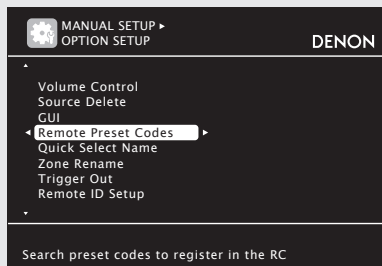 MANUAL SETUP ▸
OPTION SETUP
DENON
Volume Control
Source Delete
GUI
Remote Preset Codes
Quick Select Name
Zone Rename
Trigger Out
Remote ID Setup
Search preset codes to register in the RC